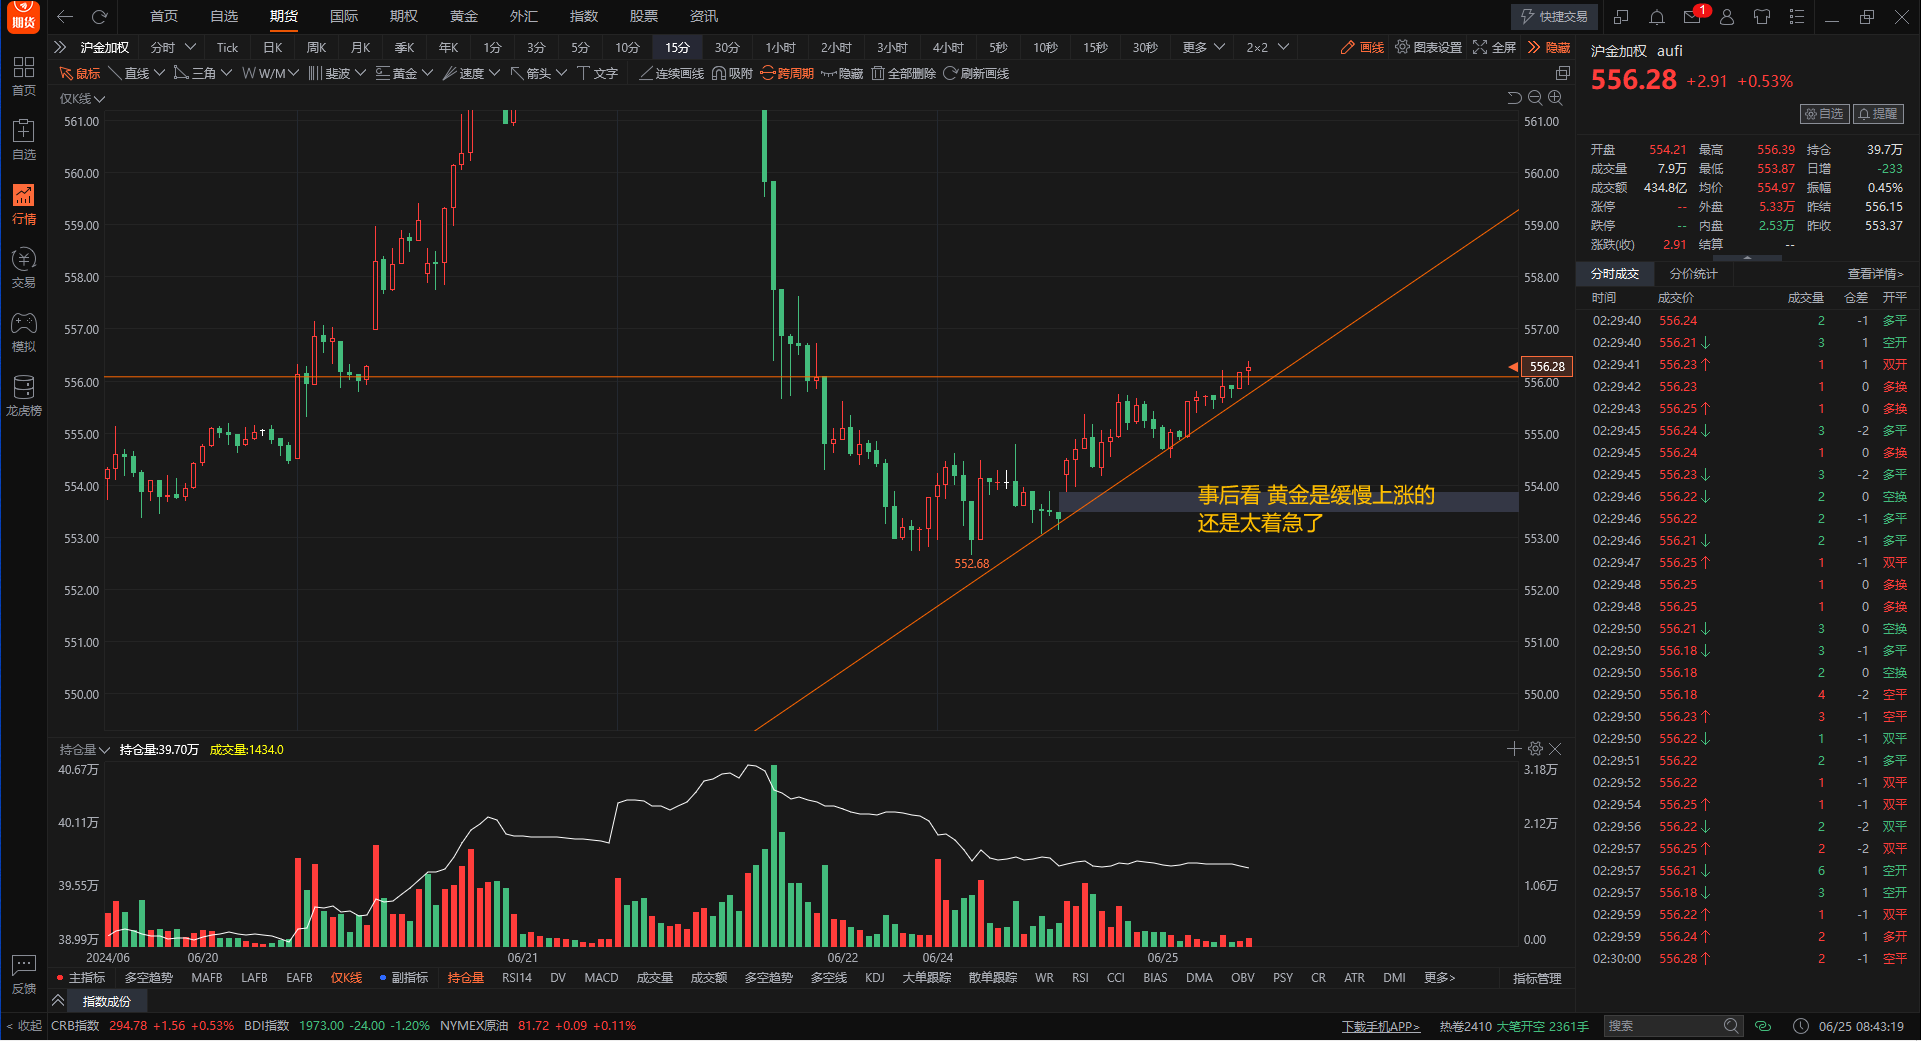 期货
首页 自选 期货 国际 期权 黄金 外汇 指数 股票 资讯 快捷交易 1
沪金加权 分时 Tick 日K 周K 月K 季K 年K 1分 3分 5分 10分 15分 30分 1小时 2小时 3小时 4小时 5秒 10秒 15秒 30秒 更多 2×2 画线 图表设置 全屏 隐藏
鼠标 直线 三角 W/M 斐波 黄金 速度 箭头 文字 连续画线 吸附 跨周期 隐藏 全部删除 刷新画线
首页
自选
行情
交易
模拟
龙虎榜
反馈
< 收起
仅K线
561.00 561.00
560.00 560.00
559.00 559.00
558.00 558.00
557.00 557.00
556.28
556.00 556.00
555.00 555.00
554.00 554.00
事后看 黄金是缓慢上涨的
还是太着急了
553.00 553.00
552.68
552.00 552.00
551.00 551.00
550.00 550.00
持仓量 持仓量:39.70万 成交量:1434.0
40.67万 3.18万
40.11万 2.12万
39.55万 1.06万
38.99万 0.00
2024/06 06/20 06/21 06/22 06/24 06/25
主指标 多空趋势 MAFB LAFB EAFB 仅K线 副指标 持仓量 RSI14 DV MACD 成交量 成交额 多空趋势 多空线 KDJ 大单跟踪 散单跟踪 WR RSI CCI BIAS DMA OBV PSY CR ATR DMI 更多> 指标管理
指数成份
沪金加权 aufi
556.28 +2.91 +0.53%
自选 提醒
开盘 554.21 最高 556.39 持仓 39.7万
成交量 7.9万 最低 553.87 日增 -233
成交额 434.8亿 均价 554.97 振幅 0.45%
涨停 -- 外盘 5.33万 昨结 556.15
跌停 -- 内盘 2.53万 昨收 553.37
涨跌(收) 2.91 结算 --
分时成交 分价统计 查看详情>
时间 成交价 成交量 仓差 开平
02:29:40 556.24 2 -1 多平
02:29:40 556.21↓ 3 1 空开
02:29:41 556.23↑ 1 1 双开
02:29:42 556.23 1 0 多换
02:29:43 556.25↑ 1 0 多换
02:29:45 556.24↓ 3 -2 多平
02:29:45 556.24 1 0 多换
02:29:45 556.23↓ 3 -2 多平
02:29:46 556.22↓ 2 0 空换
02:29:46 556.22 2 -1 多平
02:29:46 556.21↓ 2 -1 多平
02:29:47 556.25↑ 1 -1 双平
02:29:48 556.25 1 0 多换
02:29:48 556.25 1 0 多换
02:29:50 556.21↓ 3 0 空换
02:29:50 556.18↓ 3 -1 多平
02:29:50 556.18 2 0 空换
02:29:50 556.18 4 -2 空平
02:29:50 556.23↑ 3 -1 空平
02:29:50 556.22↓ 1 -1 双平
02:29:51 556.22 2 -1 多平
02:29:52 556.22 1 -1 双平
02:29:54 556.25↑ 1 -1 双平
02:29:56 556.22↓ 2 -2 双平
02:29:57 556.25↑ 2 -2 双平
02:29:57 556.21↓ 6 1 空开
02:29:57 556.18↓ 3 1 空开
02:29:59 556.22↑ 1 -1 双平
02:29:59 556.24↑ 2 1 多开
02:30:00 556.28↑ 2 -1 空平
CRB指数 294.78 +1.56 +0.53% BDI指数 1973.00 -24.00 -1.20% NYMEX原油 81.72 +0.09 +0.11% 下载手机APP> 热卷2410 大笔开空 2361手 搜索 06/25 08:43:19